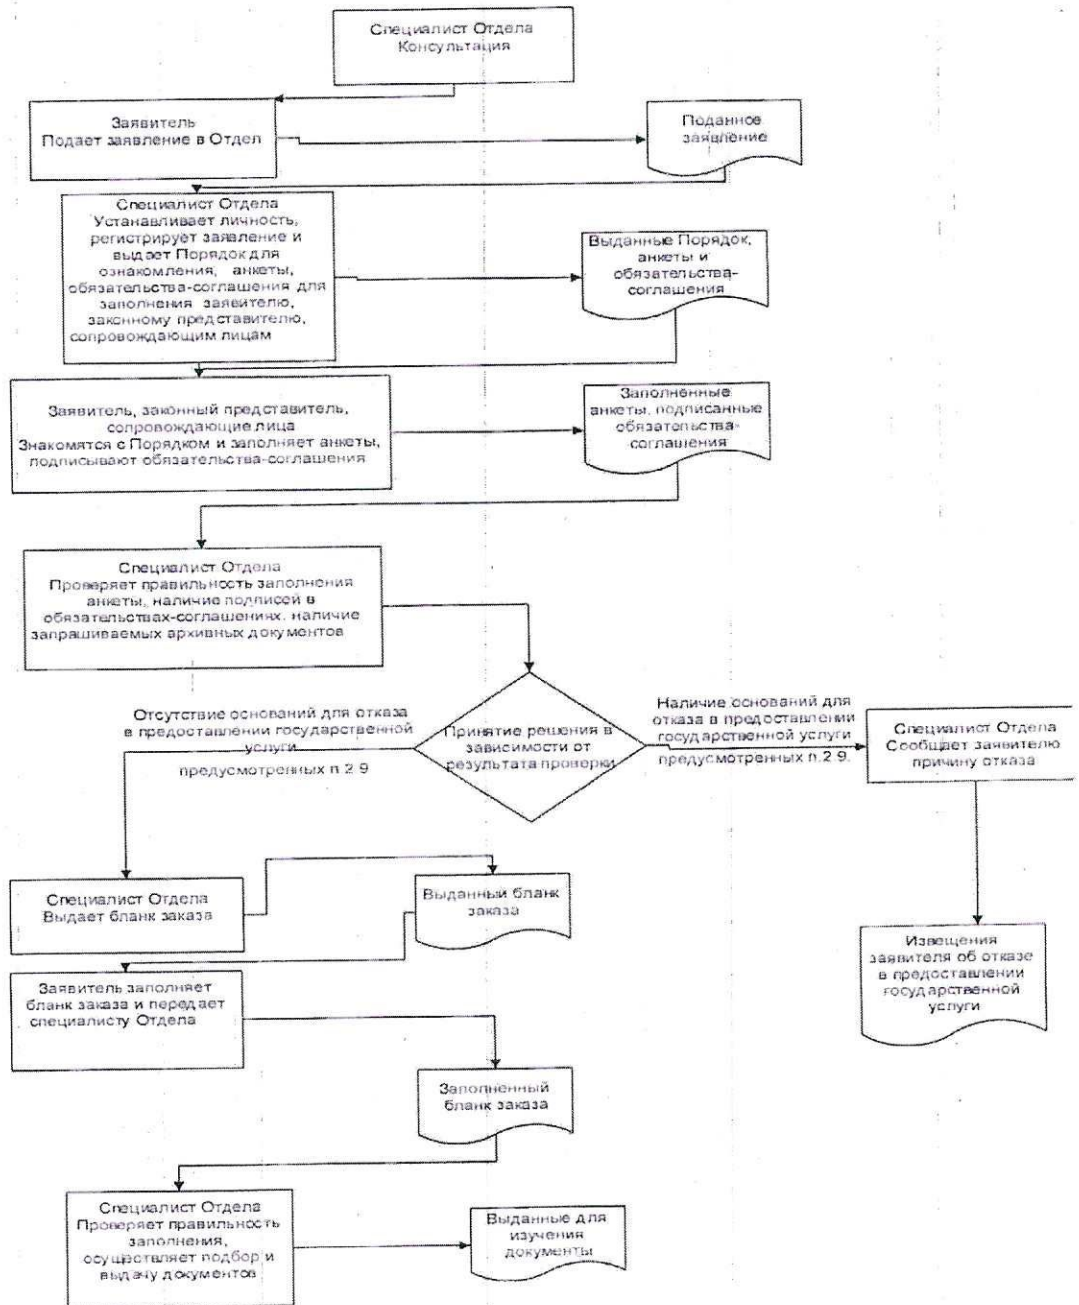 Специалист Отдела
Консультация
Заявитель
Подает заявление в Отдел
Поданное
заявление
Специалист Отдела
Устанавливает личность,
регистрирует заявление и
выдает Порядок для
ознакомления, анкеты,
обязательства-соглашения для
заполнения заявителю,
законному представителю,
сопровождающим лицам
Выданные Порядок,
анкеты и
обязательства-
соглашения
Заявитель, законный представитель,
сопровождающие лица
Знакомятся с Порядком и заполняет анкеты,
подписывают обязательства-соглашения
Заполненные
анкеты, подписанные
обязательства-
соглашения
Специалист Отдела
Проверяет правильность заполнения
анкеты, наличие подписей в
обязательствах-соглашениях, наличие
запрашиваемых архивных документов
Отсутствие оснований для отказа
в предоставлении государственной
услуги
предусмотренных п.2.9
Принятие решения в
зависимости от
результата проверки
Наличие оснований для
отказа в предоставлении
государственной услуги
предусмотренных п.2.9.
Специалист Отдела
Сообщает заявителю
причину отказа
Специалист Отдела
Выдает бланк заказа
Выданный бланк
заказа
Извещения
заявителя об отказе
в предоставлении
государственной
услуги
Заявитель заполняет
бланк заказа и передает
специалисту Отдела
Заполненный
бланк заказа
Специалист Отдела
Проверяет правильность
заполнения,
осуществляет подбор и
выдачу документов
Выданные для
изучения
документы